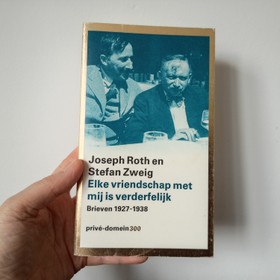 Joseph Roth en
Stefan Zweig
Elke vriendschap met
mij is verderfelijk
Brieven 1927-1938
privé-domein 300